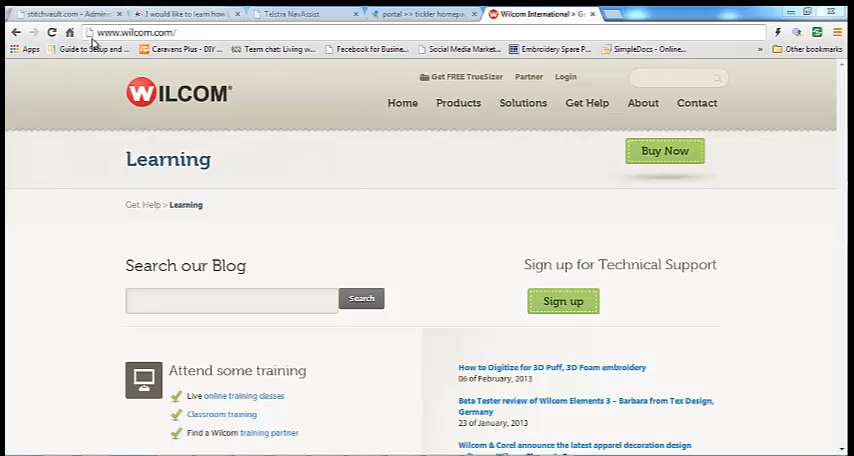 stitchvault.com - Admin:
- I would like to learn how
Telstra NavAssist
portal >> tickler homepa
Wilcom International > G
www.wilcom.com/
Apps
Guide to Setup and ...
Caravans Plus - DIY ...
Team chat: Living w...
Facebook for Busine...
Social Media Market...
Embroidery Spare P...
SimpleDocs - Online...
»
Other bookmarks
WILCOM®
Get FREE TrueSizer
Partner
Login
Home
Products
Solutions
Get Help
About
Contact
Learning
Buy Now
Get Help > Learning
Search our Blog
Search
Sign up for Technical Support
Sign up
Attend some training
Live online training classes
Classroom training
Find a Wilcom training partner
How to Digitize for 3D Puff, 3D Foam embroidery
06 of February, 2013
Beta Tester review of Wilcom Elements 3 – Barbara from Tex Design,
Germany
23 of January, 2013
Wilcom & Corel announce the latest apparel decoration design